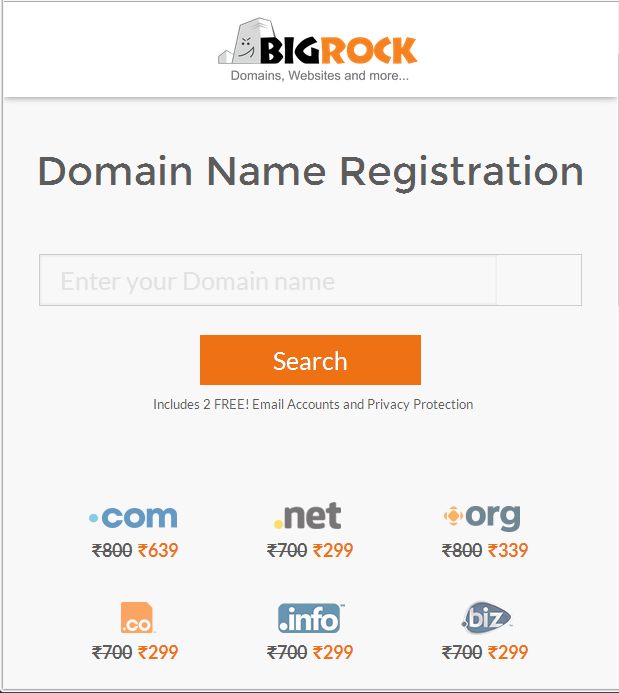 BIGROCK
Domains, Websites and more...
Domain Name Registration
Enter your Domain name
Search
Includes 2 FREE! Email Accounts and Privacy Protection
.com .net .org
₹800 ₹639 ₹700 ₹299 ₹800 ₹339
.co .info™ .biz
₹700 ₹299 ₹700 ₹299 ₹700 ₹299